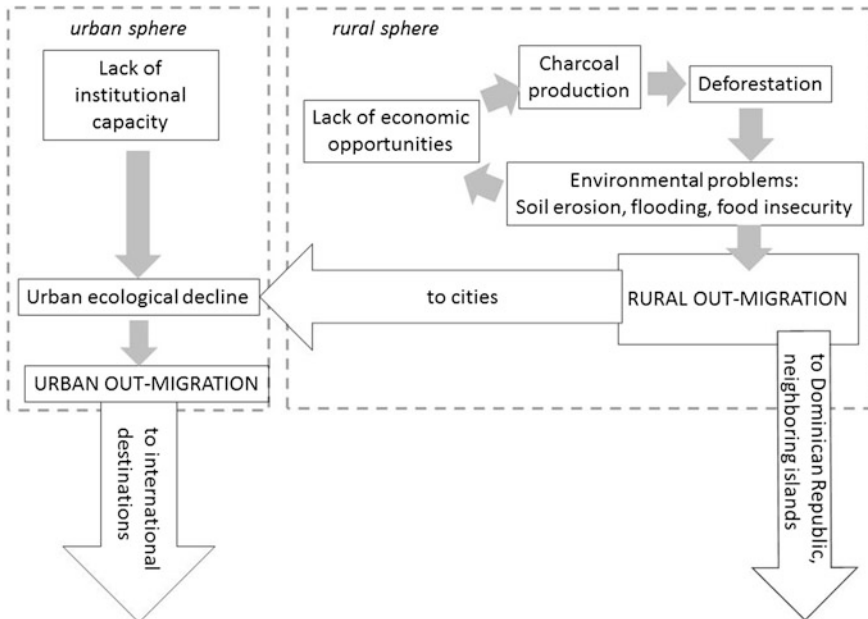 urban sphere
Lack of
institutional
capacity
Urban ecological decline
URBAN OUT-MIGRATION
to international
destinations
rural sphere
Charcoal
production
Deforestation
Lack of economic
opportunities
Environmental problems:
Soil erosion, flooding, food insecurity
to cities
RURAL OUT-MIGRATION
to Dominican Republic,
neighboring islands